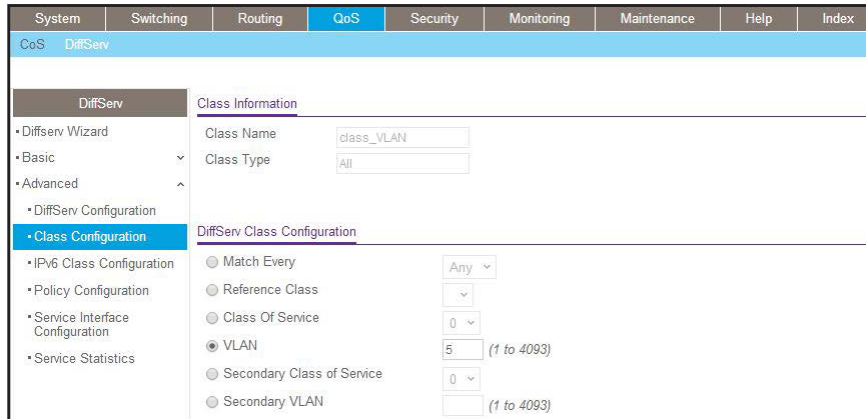 System Switching Routing QoS Security Monitoring Maintenance Help Index
CoS DiffServ
DiffServ
Diffserv Wizard
Basic
Advanced
DiffServ Configuration
Class Configuration
IPv6 Class Configuration
Policy Configuration
Service Interface
Configuration
Service Statistics
Class Information
Class Name class_VLAN
Class Type All
DiffServ Class Configuration
Match Every Any
Reference Class
Class Of Service 0
VLAN 5 (1 to 4093)
Secondary Class of Service 0
Secondary VLAN (1 to 4093)